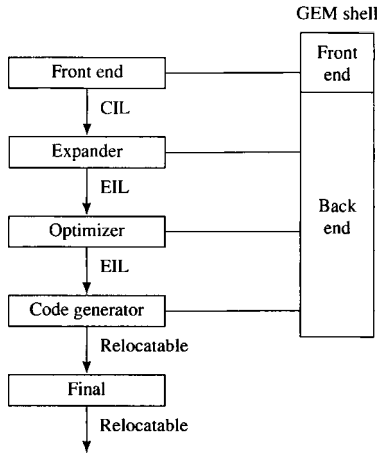 GEM shell
Front
end
Front end
CIL
Expander
EIL
Optimizer
Back
end
EIL
Code generator
Relocatable
Final
Relocatable